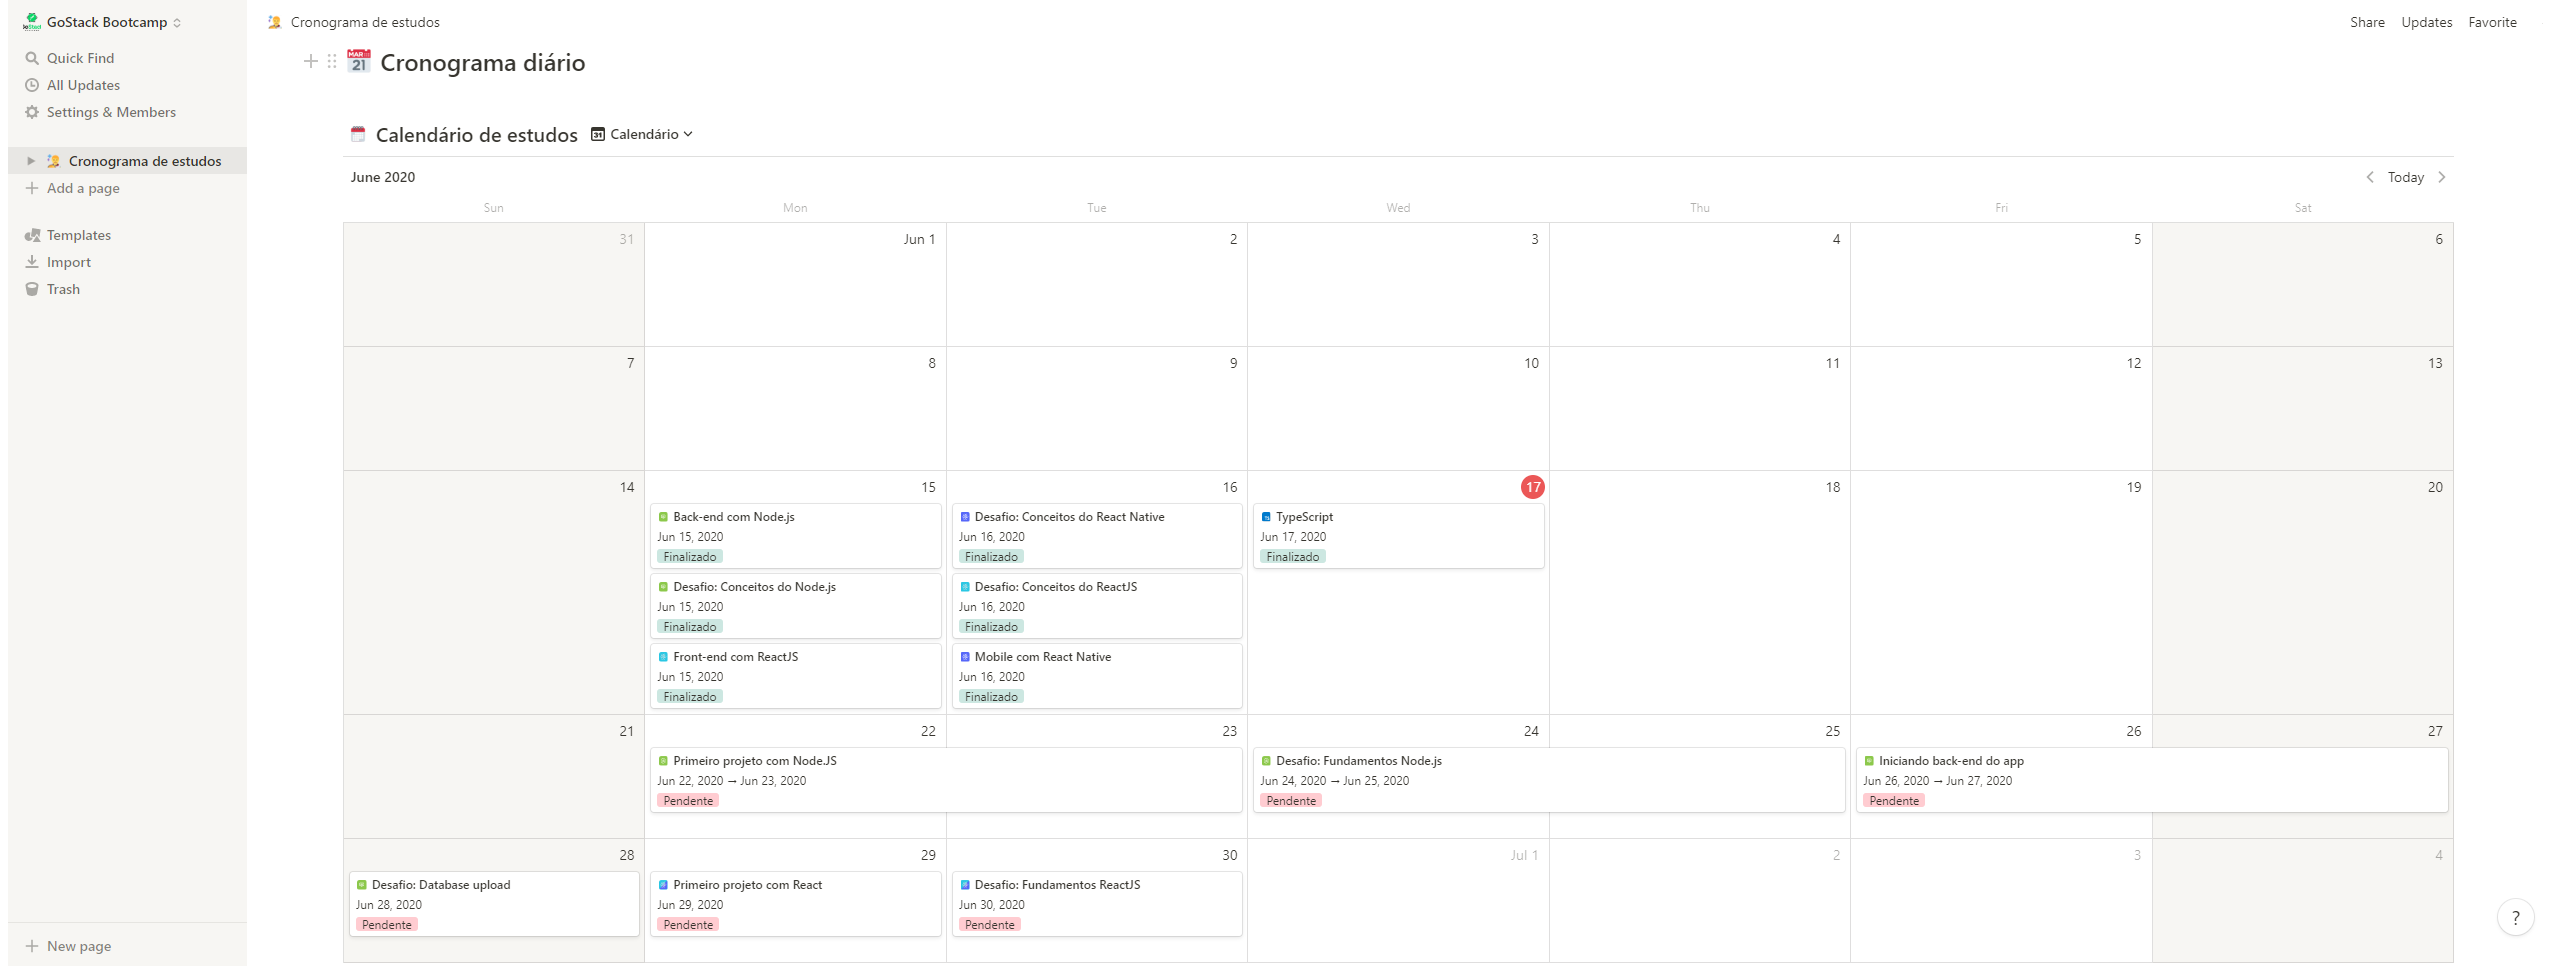 GoStack Bootcamp
Quick Find
All Updates
Settings & Members
Cronograma de estudos
Add a page
Templates
Import
Trash
New page
Cronograma de estudos
Share Updates Favorite
MAR 21
Cronograma diário
Calendário de estudos
31 Calendário
June 2020
Today
Sun Mon Tue Wed Thu Fri Sat
31 Jun 1 2 3 4 5 6
7 8 9 10 11 12 13
14 15 16 17 18 19 20
Back-end com Node.js
Jun 15, 2020
Finalizado
Desafio: Conceitos do Node.js
Jun 15, 2020
Finalizado
Front-end com ReactJS
Jun 15, 2020
Finalizado
Desafio: Conceitos do React Native
Jun 16, 2020
Finalizado
Desafio: Conceitos do ReactJS
Jun 16, 2020
Finalizado
Mobile com React Native
Jun 16, 2020
Finalizado
TypeScript
Jun 17, 2020
Finalizado
21 22 23 24 25 26 27
Primeiro projeto com Node.JS
Jun 22, 2020 → Jun 23, 2020
Pendente
Desafio: Fundamentos Node.js
Jun 24, 2020 → Jun 25, 2020
Pendente
Iniciando back-end do app
Jun 26, 2020 → Jun 27, 2020
Pendente
28 29 30 Jul 1 2 3 4
Desafio: Database upload
Jun 28, 2020
Pendente
Primeiro projeto com React
Jun 29, 2020
Pendente
Desafio: Fundamentos ReactJS
Jun 30, 2020
Pendente
?